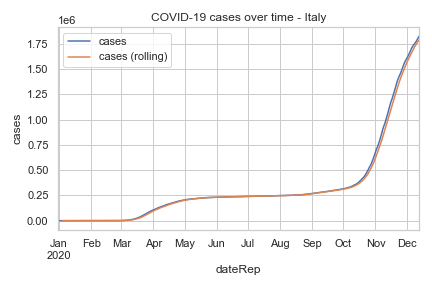 COVID-19 cases over time - Italy
1e6
cases
cases (rolling)
1.75
1.50
1.25
1.00
0.75
0.50
0.25
0.00
cases
Jan Feb Mar Apr May Jun Jul Aug Sep Oct Nov Dec
2020
dateRep